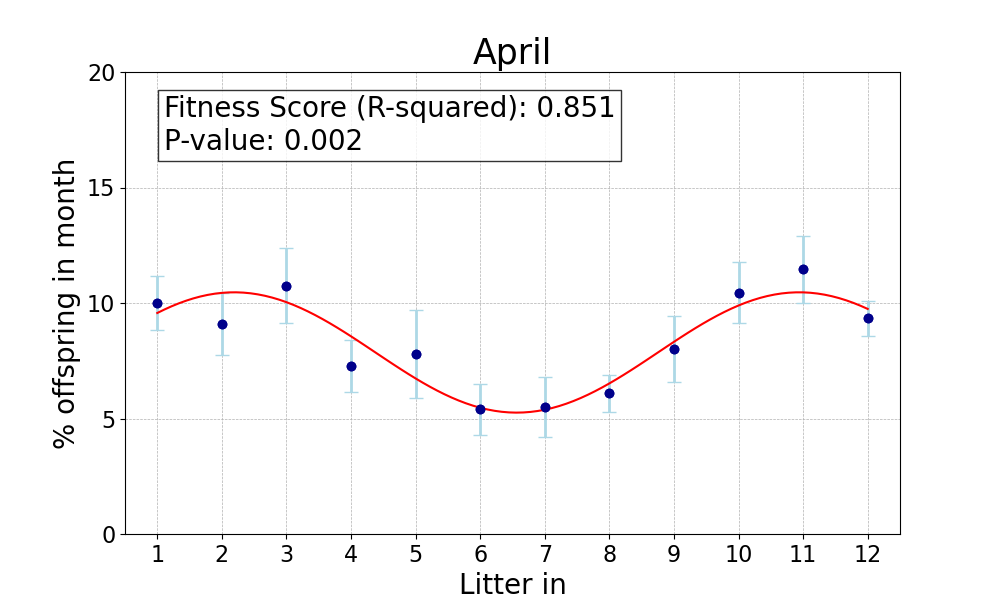 April
Fitness Score (R-squared): 0.851
P-value: 0.002
% offspring in month
20
15
10
5
0
1 2 3 4 5 6 7 8 9 10 11 12
Litter in